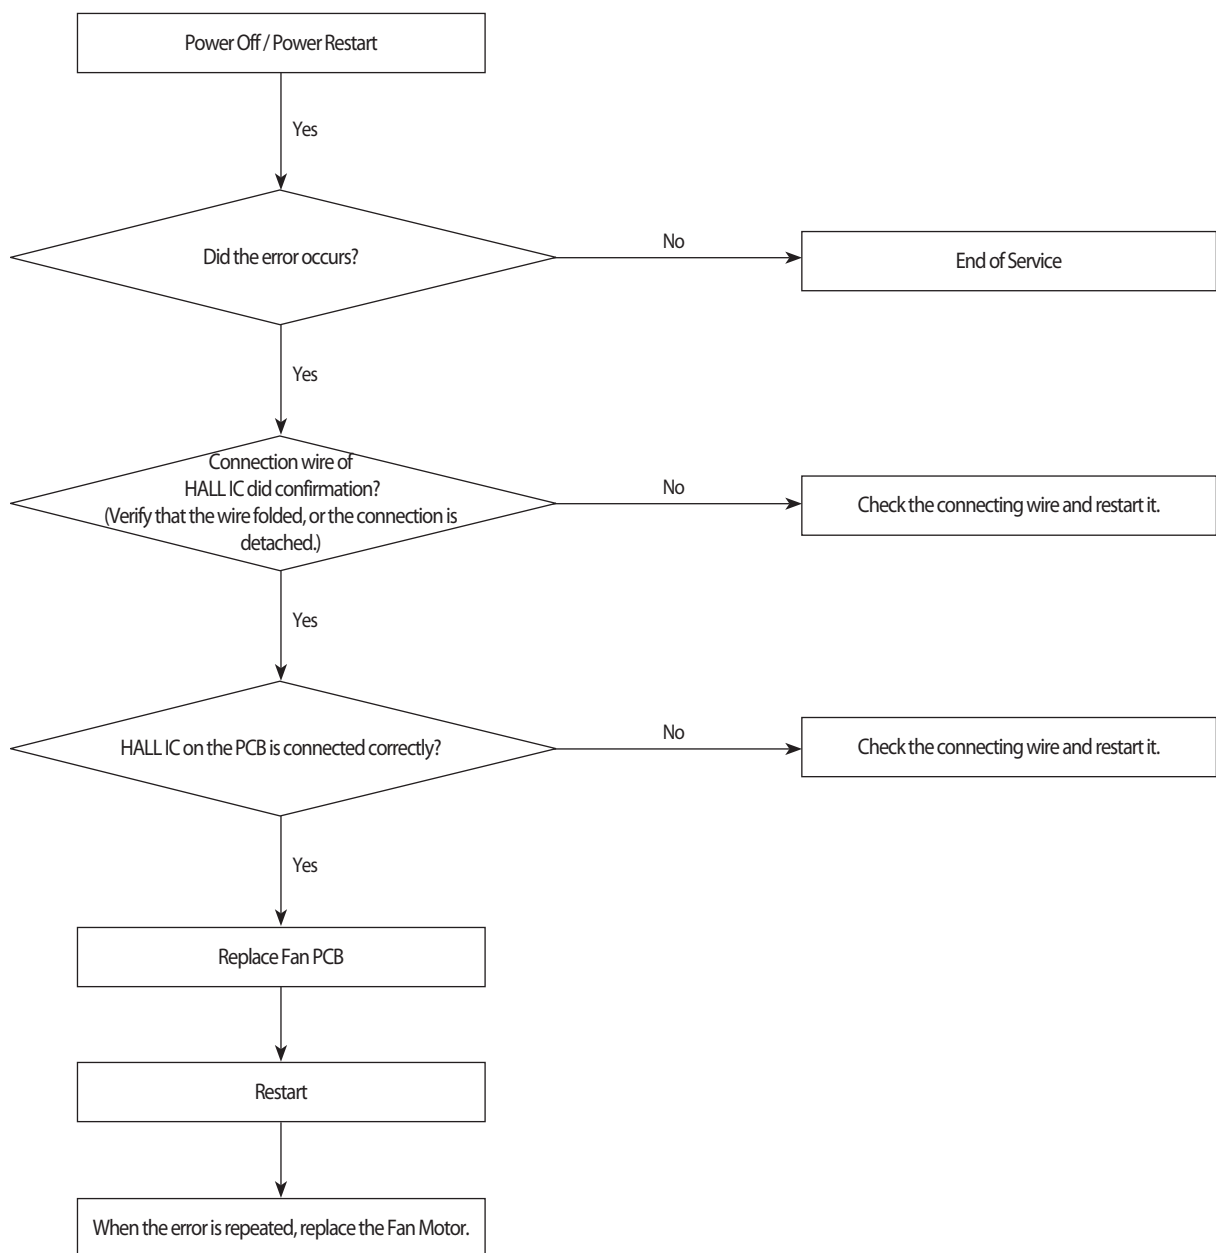 Power Off / Power Restart
Yes
Did the error occurs?
No
End of Service
Yes
Connection wire of
HALL IC did confirmation?
(Verify that the wire folded, or the connection is
detached.)
No
Check the connecting wire and restart it.
Yes
HALL IC on the PCB is connected correctly?
No
Check the connecting wire and restart it.
Yes
Replace Fan PCB
Restart
When the error is repeated, replace the Fan Motor.